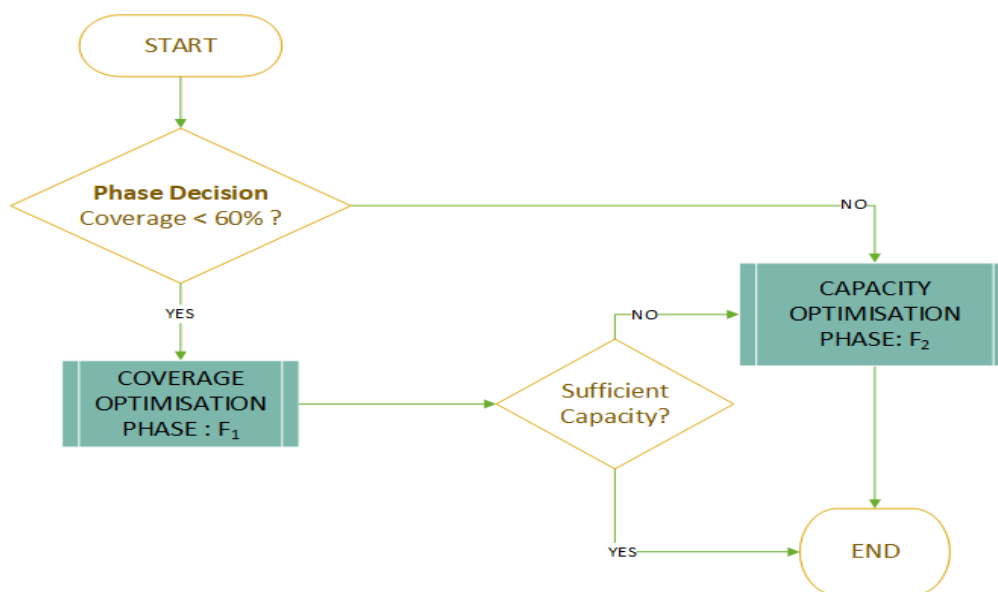 START
Phase Decision
Coverage < 60% ?
NO
YES
CAPACITY
OPTIMISATION
PHASE: F₂
NO
COVERAGE
OPTIMISATION
PHASE : F₁
Sufficient
Capacity?
YES
END